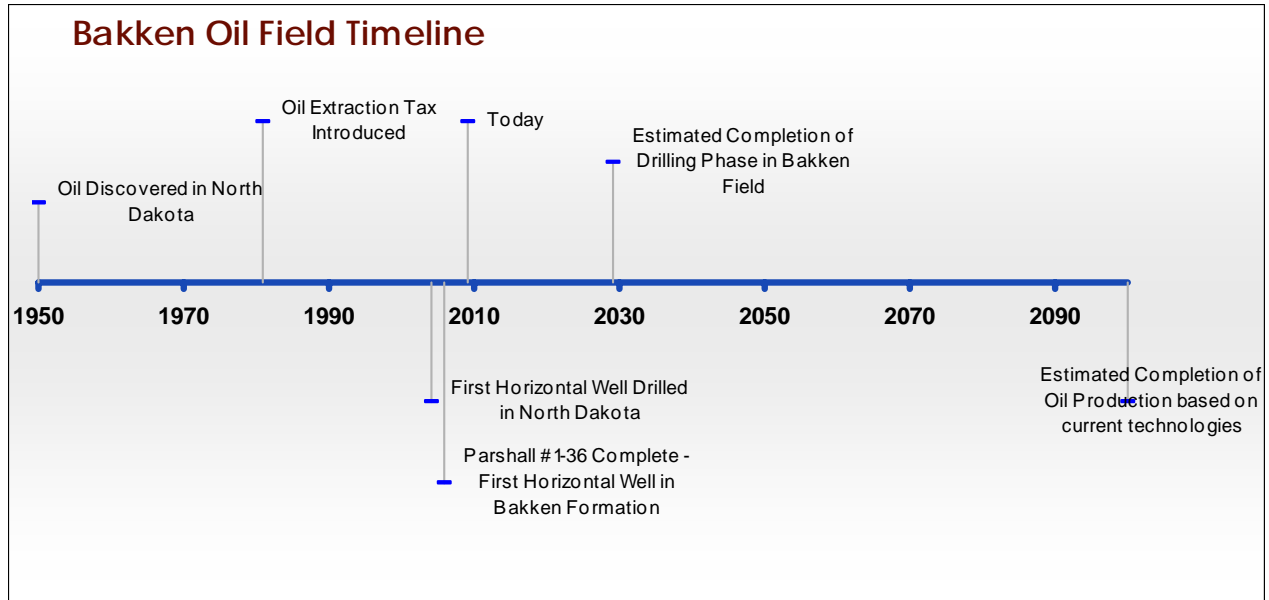 Bakken Oil Field Timeline
Oil Extraction Tax
Introduced
Today
Estimated Completion of
Drilling Phase in Bakken
Field
Oil Discovered in North
Dakota
1950 1970 1990 2010 2030 2050 2070 2090
First Horizontal Well Drilled
in North Dakota
Parshall #1-36 Complete -
First Horizontal Well in
Bakken Formation
Estimated Completion of
Oil Production based on
current technologies